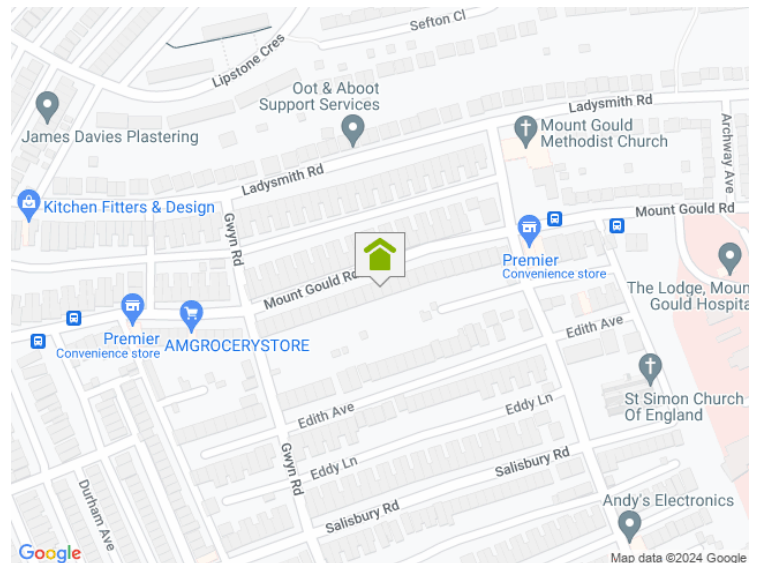 Sefton Cl
Lipstone Cres
Oot & Aboot
Support Services
Ladysmith Rd
James Davies Plastering
Mount Gould
Methodist Church
Archway Ave
Ladysmith Rd
Kitchen Fitters & Design
Gwyn Rd
Mount Gould Rd
Premier
Convenience store
Mount Gould Rd
The Lodge, Moun
Gould Hospita
Premier
Convenience store
AMGROCERYSTORE
Edith Ave
St Simon Church
Of England
Edith Ave
Eddy Ln
Gwyn Rd
Eddy Ln
Salisbury Rd
Durham Ave
Salisbury Rd
Andy's Electronics
Google
Map data ©2024 Google